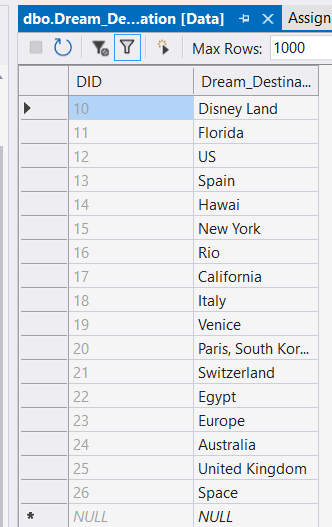 dbo.Dream_De...ation [Data] Assign
Max Rows: 1000
DID Dream_Destina...
10 Disney Land
11 Florida
12 US
13 Spain
14 Hawai
15 New York
16 Rio
17 California
18 Italy
19 Venice
20 Paris, South Kor...
21 Switzerland
22 Egypt
23 Europe
24 Australia
25 United Kingdom
26 Space
NULL NULL